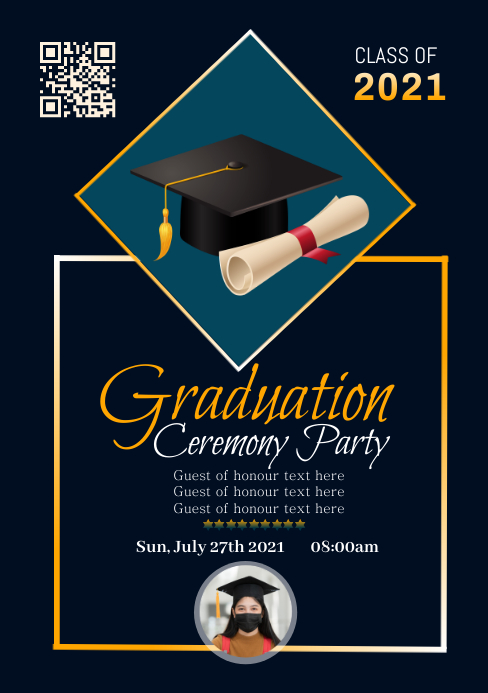 CLASS OF
2021
Graduation
Ceremony Party
Guest of honour text here
Guest of honour text here
Guest of honour text here
Sun, July 27th 2021 08:00am